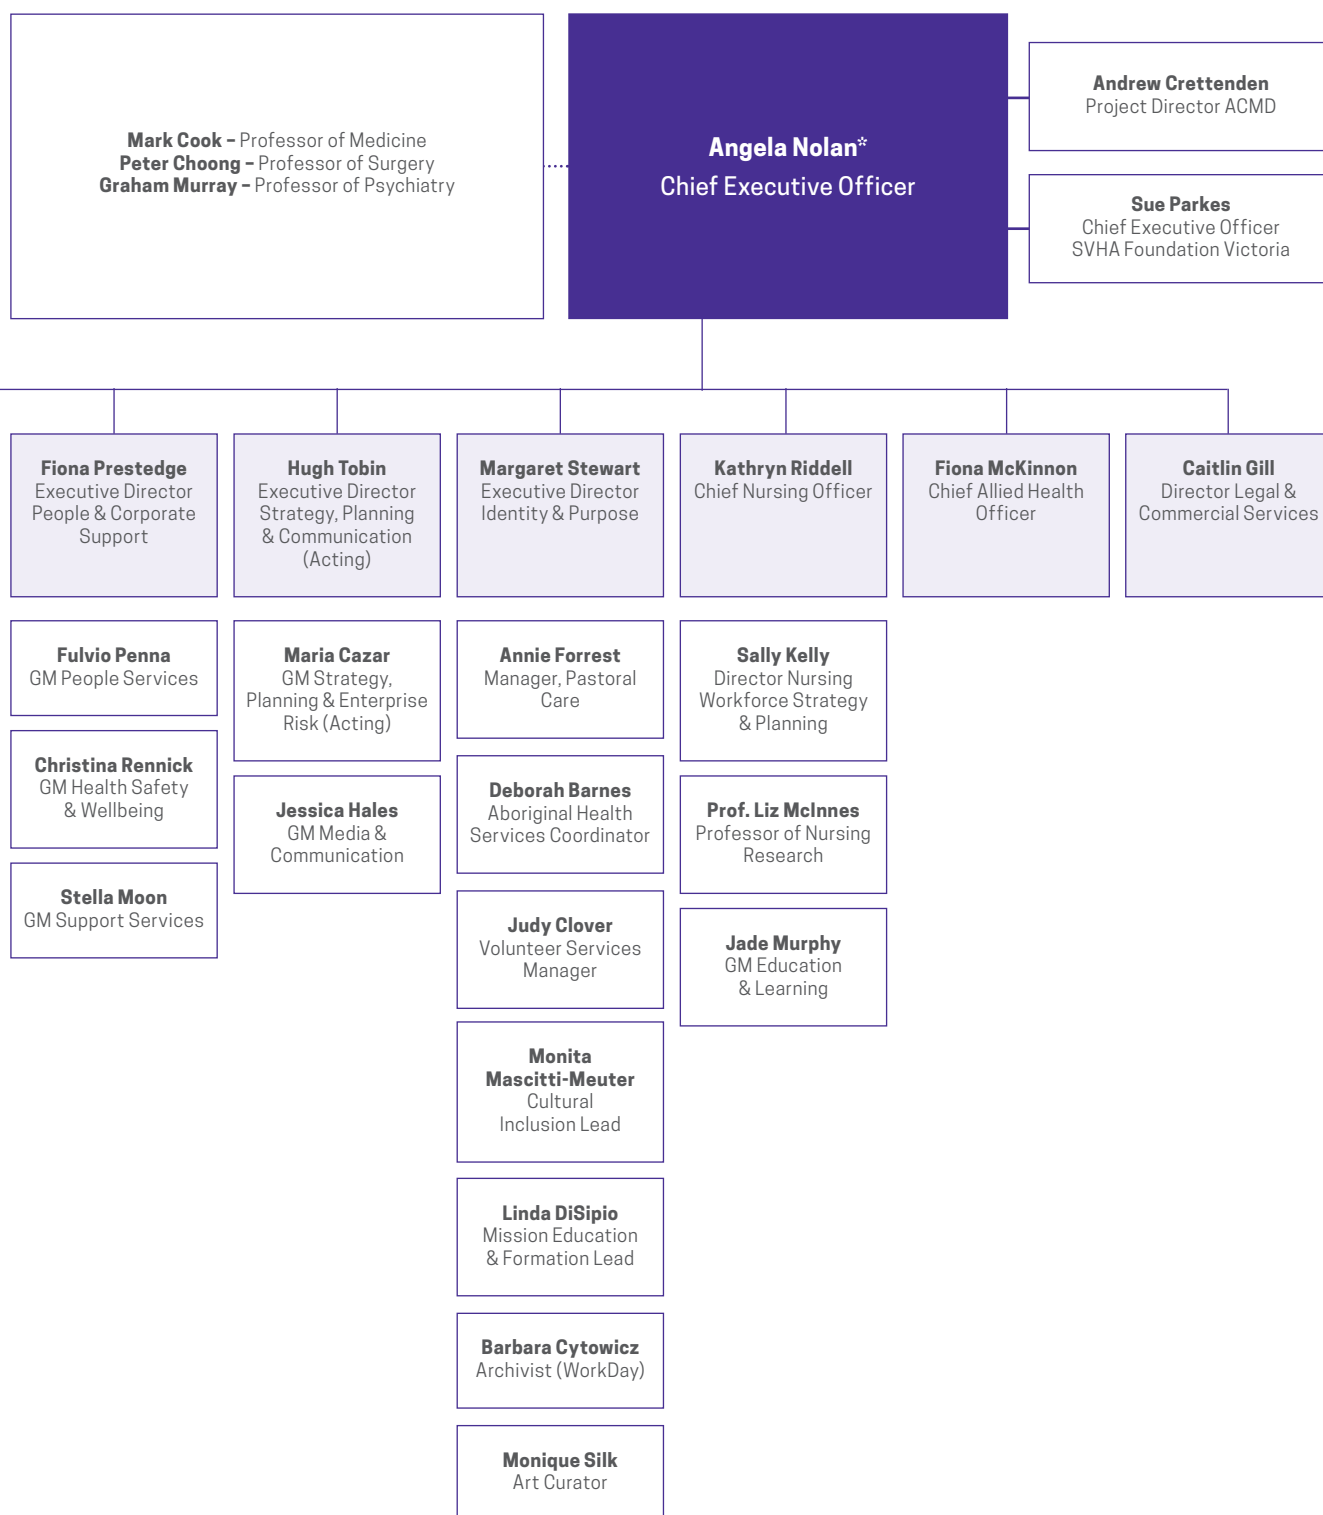 Mark Cook – Professor of Medicine
Peter Choong – Professor of Surgery
Graham Murray – Professor of Psychiatry
Angela Nolan*
Chief Executive Officer
Andrew Crettenden
Project Director ACMD
Sue Parkes
Chief Executive Officer
SVHA Foundation Victoria
Fiona Prestedge
Executive Director
People & Corporate
Support
Fulvio Penna
GM People Services
Christina Rennick
GM Health Safety
& Wellbeing
Stella Moon
GM Support Services
Hugh Tobin
Executive Director
Strategy, Planning
& Communication
(Acting)
Maria Cazar
GM Strategy,
Planning & Enterprise
Risk (Acting)
Jessica Hales
GM Media &
Communication
Margaret Stewart
Executive Director
Identity & Purpose
Annie Forrest
Manager, Pastoral
Care
Deborah Barnes
Aboriginal Health
Services Coordinator
Judy Clover
Volunteer Services
Manager
Monita
Mascitti-Meuter
Cultural
Inclusion Lead
Linda DiSipio
Mission Education
& Formation Lead
Barbara Cytowicz
Archivist (WorkDay)
Monique Silk
Art Curator
Kathryn Riddell
Chief Nursing Officer
Sally Kelly
Director Nursing
Workforce Strategy
& Planning
Prof. Liz McInnes
Professor of Nursing
Research
Jade Murphy
GM Education
& Learning
Fiona McKinnon
Chief Allied Health
Officer
Caitlin Gill
Director Legal &
Commercial Services